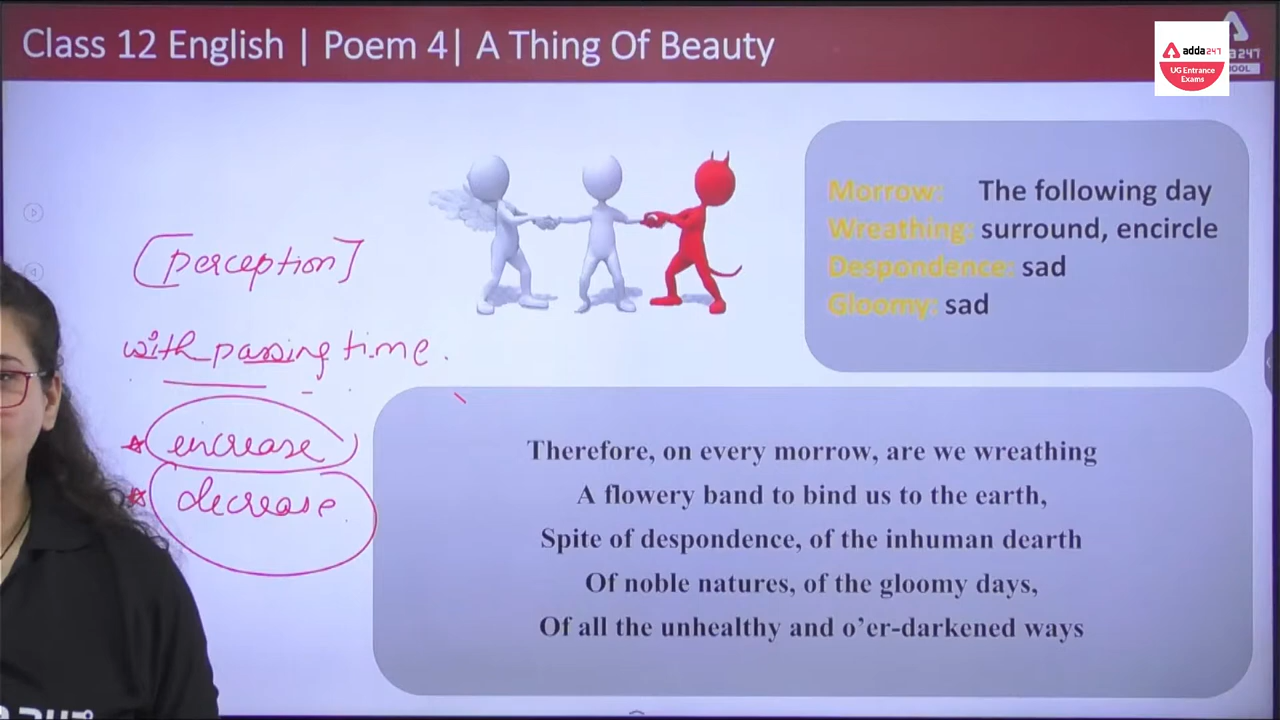 Class 12 English | Poem 4| A Thing Of Beauty
adda247
UG Entrance
Exams
Morrow: The following day
Wreathing: surround, encircle
Despondence: sad
Gloomy: sad
[perception]
with passing time.
encrease
decrease
Therefore, on every morrow, are we wreathing
A flowery band to bind us to the earth,
Spite of despondence, of the inhuman dearth
Of noble natures, of the gloomy days,
Of all the unhealthy and o’er-darkened ways